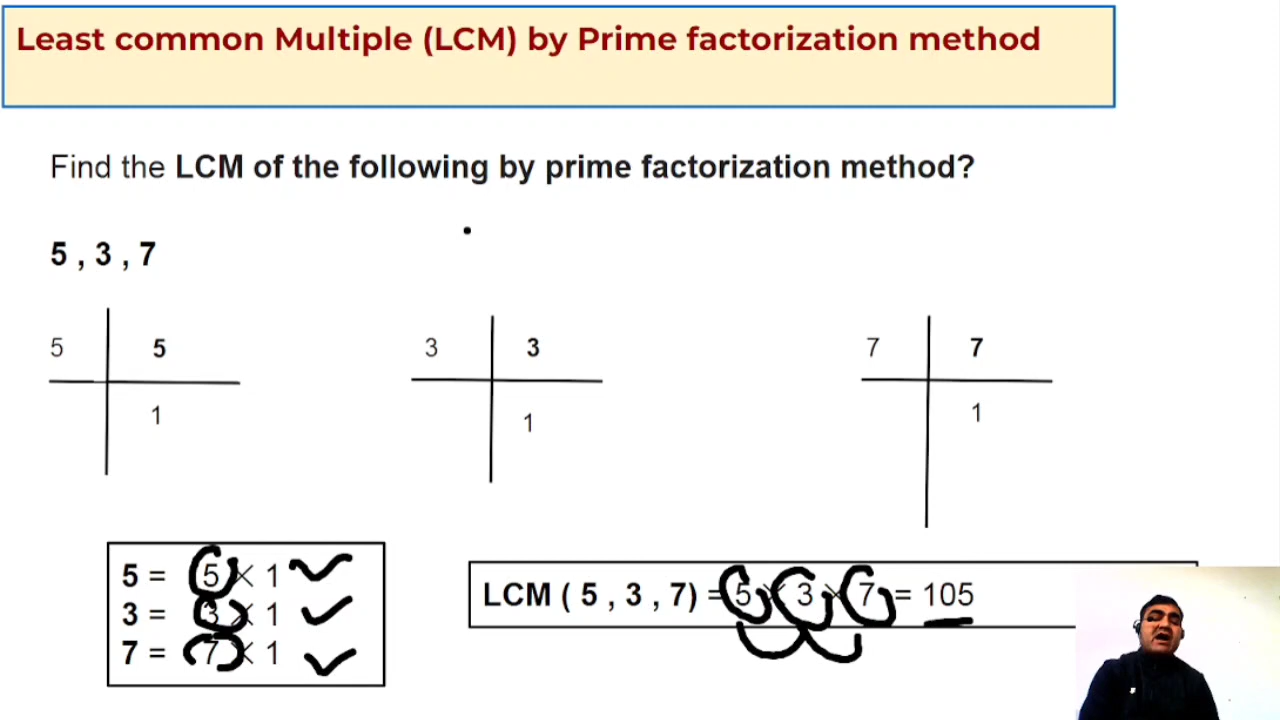 Least common Multiple (LCM) by Prime factorization method
Find the LCM of the following by prime factorization method?
5 , 3 , 7
5 5
1
3 3
1
7 7
1
5 = 5 × 1
3 = 3 × 1
7 = 7 × 1
LCM ( 5 , 3 , 7) = 5 × 3 × 7 = 105